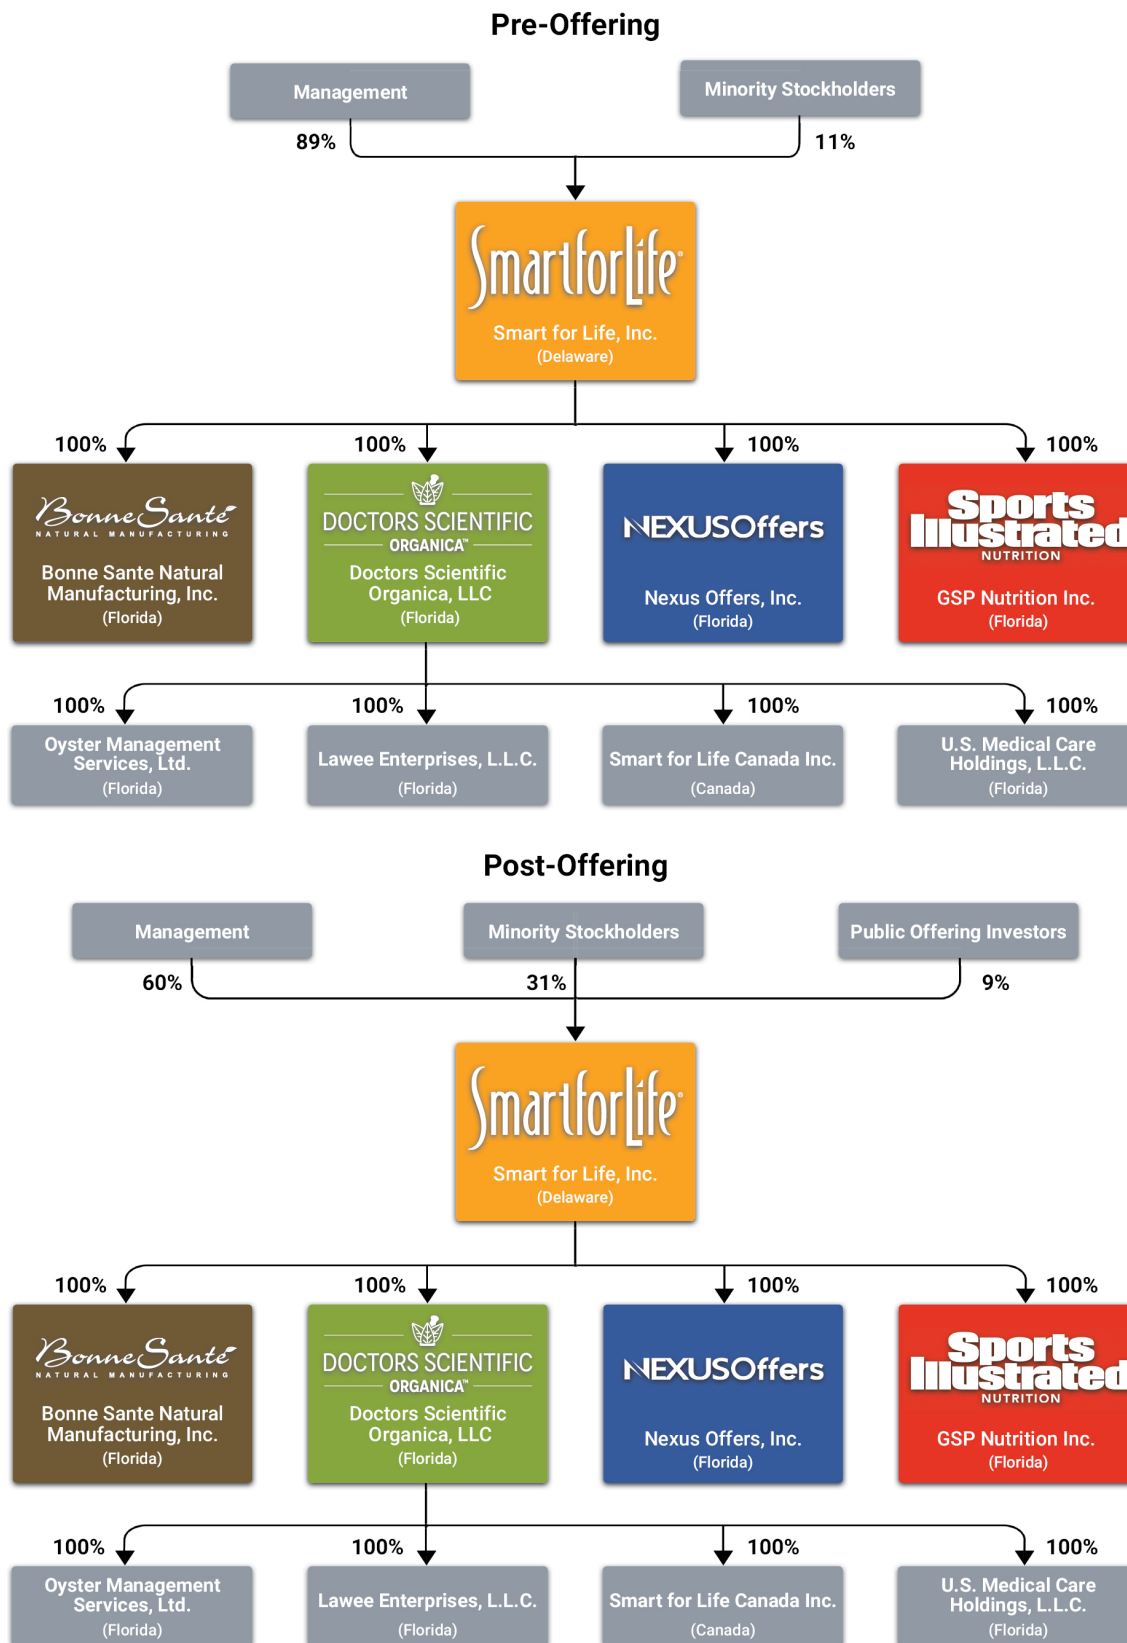 Pre-Offering
Management
Minority Stockholders
89%
11%
SmartforLife®
Smart for Life, Inc.
(Delaware)
100%
100%
100%
100%
Bonne Santé
NATURAL MANUFACTURING
Bonne Sante Natural
Manufacturing, Inc.
(Florida)
DOCTORS SCIENTIFIC
ORGANICA™
Doctors Scientific
Organica, LLC
(Florida)
NEXUSOffers
Nexus Offers, Inc.
(Florida)
Sports
Illustrated
NUTRITION
GSP Nutrition Inc.
(Florida)
100%
100%
100%
100%
Oyster Management
Services, Ltd.
(Florida)
Lawee Enterprises, L.L.C.
(Florida)
Smart for Life Canada Inc.
(Canada)
U.S. Medical Care
Holdings, L.L.C.
(Florida)
Post-Offering
Management
Minority Stockholders
Public Offering Investors
60%
31%
9%
SmartforLife®
Smart for Life, Inc.
(Delaware)
100%
100%
100%
100%
Bonne Santé
NATURAL MANUFACTURING
Bonne Sante Natural
Manufacturing, Inc.
(Florida)
DOCTORS SCIENTIFIC
ORGANICA™
Doctors Scientific
Organica, LLC
(Florida)
NEXUSOffers
Nexus Offers, Inc.
(Florida)
Sports
Illustrated
NUTRITION
GSP Nutrition Inc.
(Florida)
100%
100%
100%
100%
Oyster Management
Services, Ltd.
(Florida)
Lawee Enterprises, L.L.C.
(Florida)
Smart for Life Canada Inc.
(Canada)
U.S. Medical Care
Holdings, L.L.C.
(Florida)